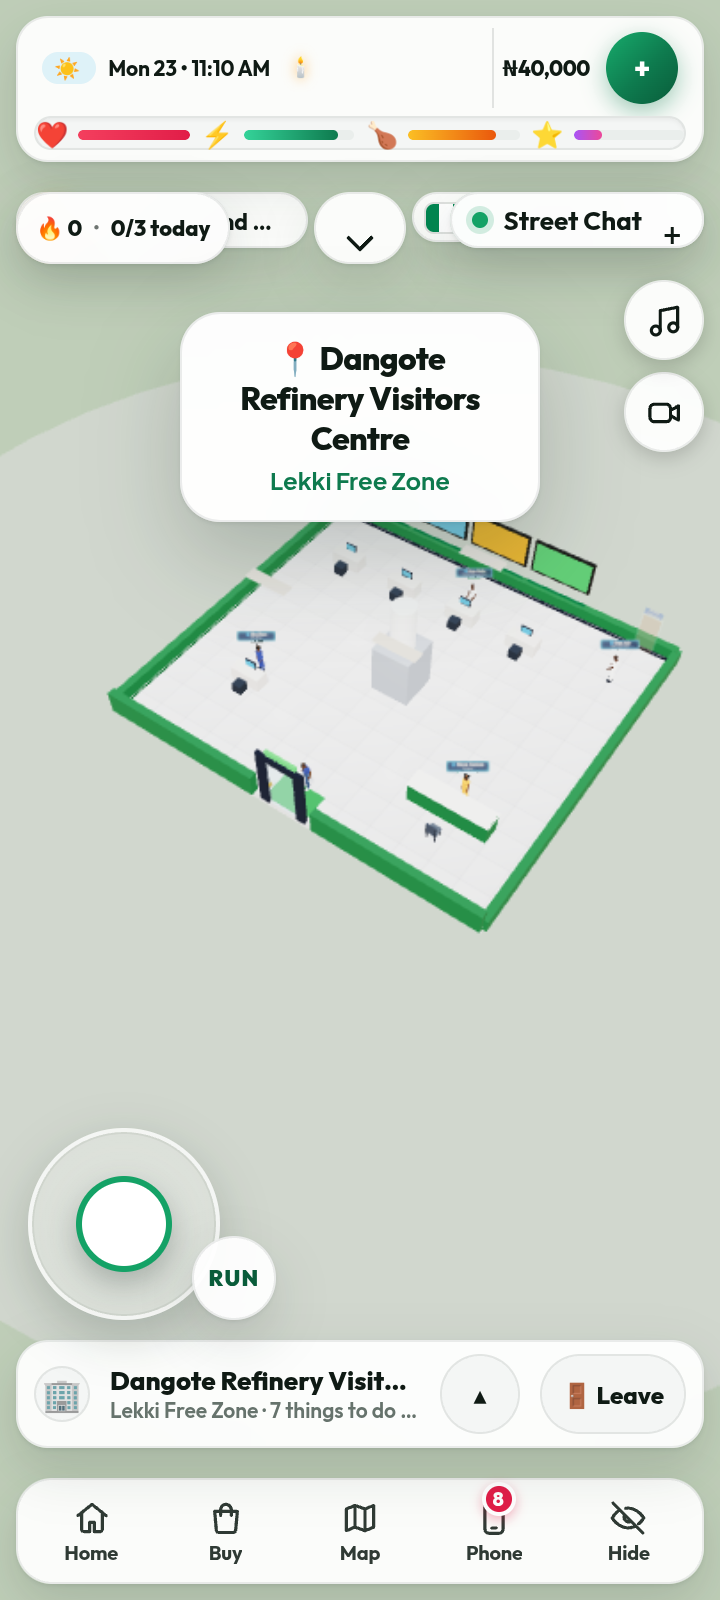 Mon 23 • 11:10 AM
₦40,000
+
0 · 0/3 today
nd ...
Street Chat
+
Dangote
Refinery Visitors
Centre
Lekki Free Zone
RUN
Dangote Refinery Visit...
Lekki Free Zone · 7 things to do ...
Leave
8
Home
Buy
Map
Phone
Hide